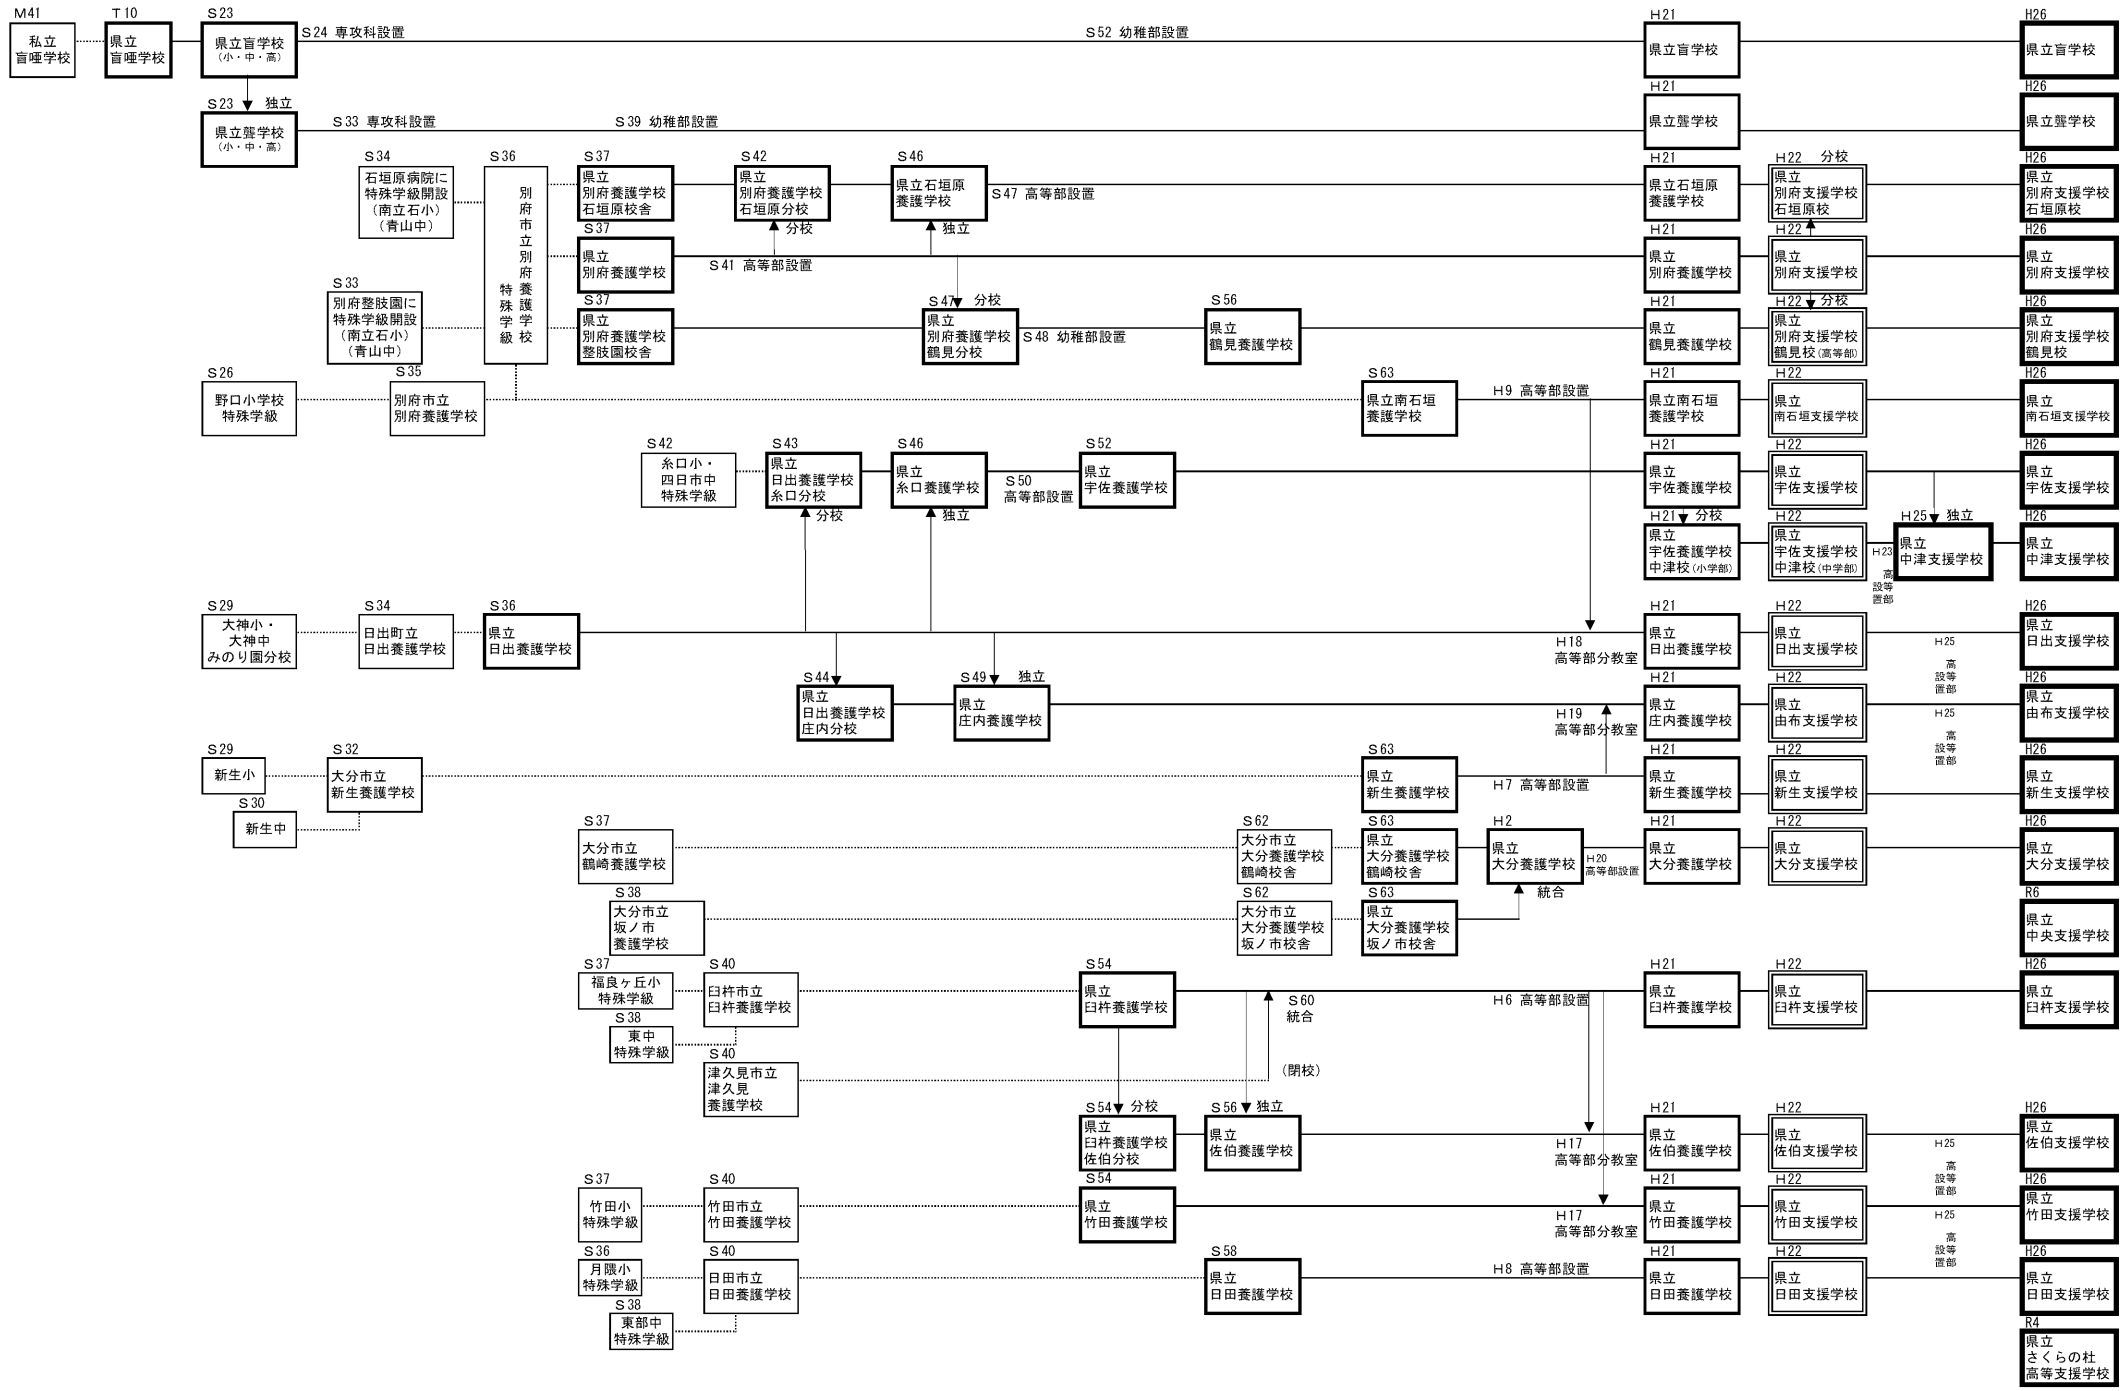 Ｍ41
私立
盲唖学校
Ｔ10
県立
盲唖学校
Ｓ23
県立盲学校
（小・中・高）
Ｓ24 専攻科設置
Ｓ52 幼稚部設置
Ｈ21
県立盲学校
H26
県立盲学校
Ｓ23
独立
県立聾学校
（小・中・高）
Ｓ33 専攻科設置
Ｓ39 幼稚部設置
Ｈ21
県立聾学校
H26
県立聾学校
Ｓ34
石垣原病院に
特殊学級開設
（南立石小）
（青山中）
Ｓ33
別府整肢園に
特殊学級開設
（南立石小）
（青山中）
Ｓ36
別府市立別府養護学校
特殊学級
Ｓ37
県立
別府養護学校
石垣原校舎
Ｓ42
県立
別府養護学校
石垣原分校
分校
Ｓ46
県立石垣原
養護学校
独立
Ｓ47 高等部設置
Ｈ21
県立石垣原
養護学校
Ｈ22
分校
県立
別府支援学校
石垣原校
H26
県立
別府支援学校
石垣原校
Ｓ37
県立
別府養護学校
Ｓ41 高等部設置
Ｈ21
県立
別府養護学校
Ｈ22
県立
別府支援学校
H26
県立
別府支援学校
Ｓ37
県立
別府養護学校
整肢園校舎
Ｓ47
分校
県立
別府養護学校
鶴見分校
Ｓ48 幼稚部設置
Ｓ56
県立
鶴見養護学校
Ｈ21
県立
鶴見養護学校
Ｈ22
分校
県立
別府支援学校
鶴見校（高等部）
H26
県立
別府支援学校
鶴見校
Ｓ26
野口小学校
特殊学級
Ｓ35
別府市立
別府養護学校
Ｓ63
県立南石垣
養護学校
Ｈ9 高等部設置
Ｈ21
県立南石垣
養護学校
Ｈ22
県立
南石垣支援学校
H26
県立
南石垣支援学校
Ｓ42
糸口小・
四日市中
特殊学級
Ｓ43
県立
日出養護学校
糸口分校
分校
Ｓ46
県立
糸口養護学校
独立
Ｓ50
高等部設置
Ｓ52
県立
宇佐養護学校
Ｈ21
県立
宇佐養護学校
Ｈ22
県立
宇佐支援学校
H26
県立
宇佐支援学校
Ｈ21
分校
県立
宇佐養護学校
中津校（小学部）
Ｈ22
県立
宇佐支援学校
中津校（中学部）
Ｈ23
高
設等
置部
Ｈ25
独立
県立
中津支援学校
H26
県立
中津支援学校
Ｓ29
大神小・
大神中
みのり園分校
Ｓ34
日出町立
日出養護学校
Ｓ36
県立
日出養護学校
Ｈ18
高等部分教室
Ｈ21
県立
日出養護学校
Ｈ22
県立
日出支援学校
Ｈ25
高
設等
置部
H26
県立
日出支援学校
Ｓ44
県立
日出養護学校
庄内分校
Ｓ49
独立
県立
庄内養護学校
Ｈ19
高等部分教室
Ｈ21
県立
庄内養護学校
Ｈ22
県立
由布支援学校
Ｈ25
高
設等
置部
H26
県立
由布支援学校
Ｓ29
新生小
Ｓ30
新生中
Ｓ32
大分市立
新生養護学校
Ｓ63
県立
新生養護学校
Ｈ7 高等部設置
Ｈ21
県立
新生養護学校
Ｈ22
県立
新生支援学校
H26
県立
新生支援学校
Ｓ37
大分市立
鶴崎養護学校
Ｓ62
大分市立
大分養護学校
鶴崎校舎
Ｓ63
県立
大分養護学校
鶴崎校舎
Ｈ2
県立
大分養護学校
統合
Ｈ20
高等部設置
Ｈ21
県立
大分養護学校
Ｈ22
県立
大分支援学校
H26
県立
大分支援学校
Ｓ38
大分市立
坂ノ市
養護学校
Ｓ62
大分市立
大分養護学校
坂ノ市校舎
Ｓ63
県立
大分養護学校
坂ノ市校舎
R6
県立
中央支援学校
Ｓ37
福良ヶ丘小
特殊学級
Ｓ38
東中
特殊学級
Ｓ40
臼杵市立
臼杵養護学校
Ｓ54
県立
臼杵養護学校
Ｓ60
統合
Ｈ6 高等部設置
Ｈ21
県立
臼杵養護学校
Ｈ22
県立
臼杵支援学校
H26
県立
臼杵支援学校
Ｓ40
津久見市立
津久見
養護学校
（閉校）
Ｓ54
分校
県立
臼杵養護学校
佐伯分校
Ｓ56
独立
県立
佐伯養護学校
Ｈ17
高等部分教室
Ｈ21
県立
佐伯養護学校
Ｈ22
県立
佐伯支援学校
Ｈ25
高
設等
置部
H26
県立
佐伯支援学校
Ｓ37
竹田小
特殊学級
Ｓ40
竹田市立
竹田養護学校
Ｓ54
県立
竹田養護学校
Ｈ17
高等部分教室
Ｈ21
県立
竹田養護学校
Ｈ22
県立
竹田支援学校
Ｈ25
高
設等
置部
H26
県立
竹田支援学校
Ｓ36
月隈小
特殊学級
Ｓ38
東部中
特殊学級
Ｓ40
日田市立
日田養護学校
Ｓ58
県立
日田養護学校
Ｈ8 高等部設置
Ｈ21
県立
日田養護学校
Ｈ22
県立
日田支援学校
H26
県立
日田支援学校
R4
県立
さくらの杜
高等支援学校